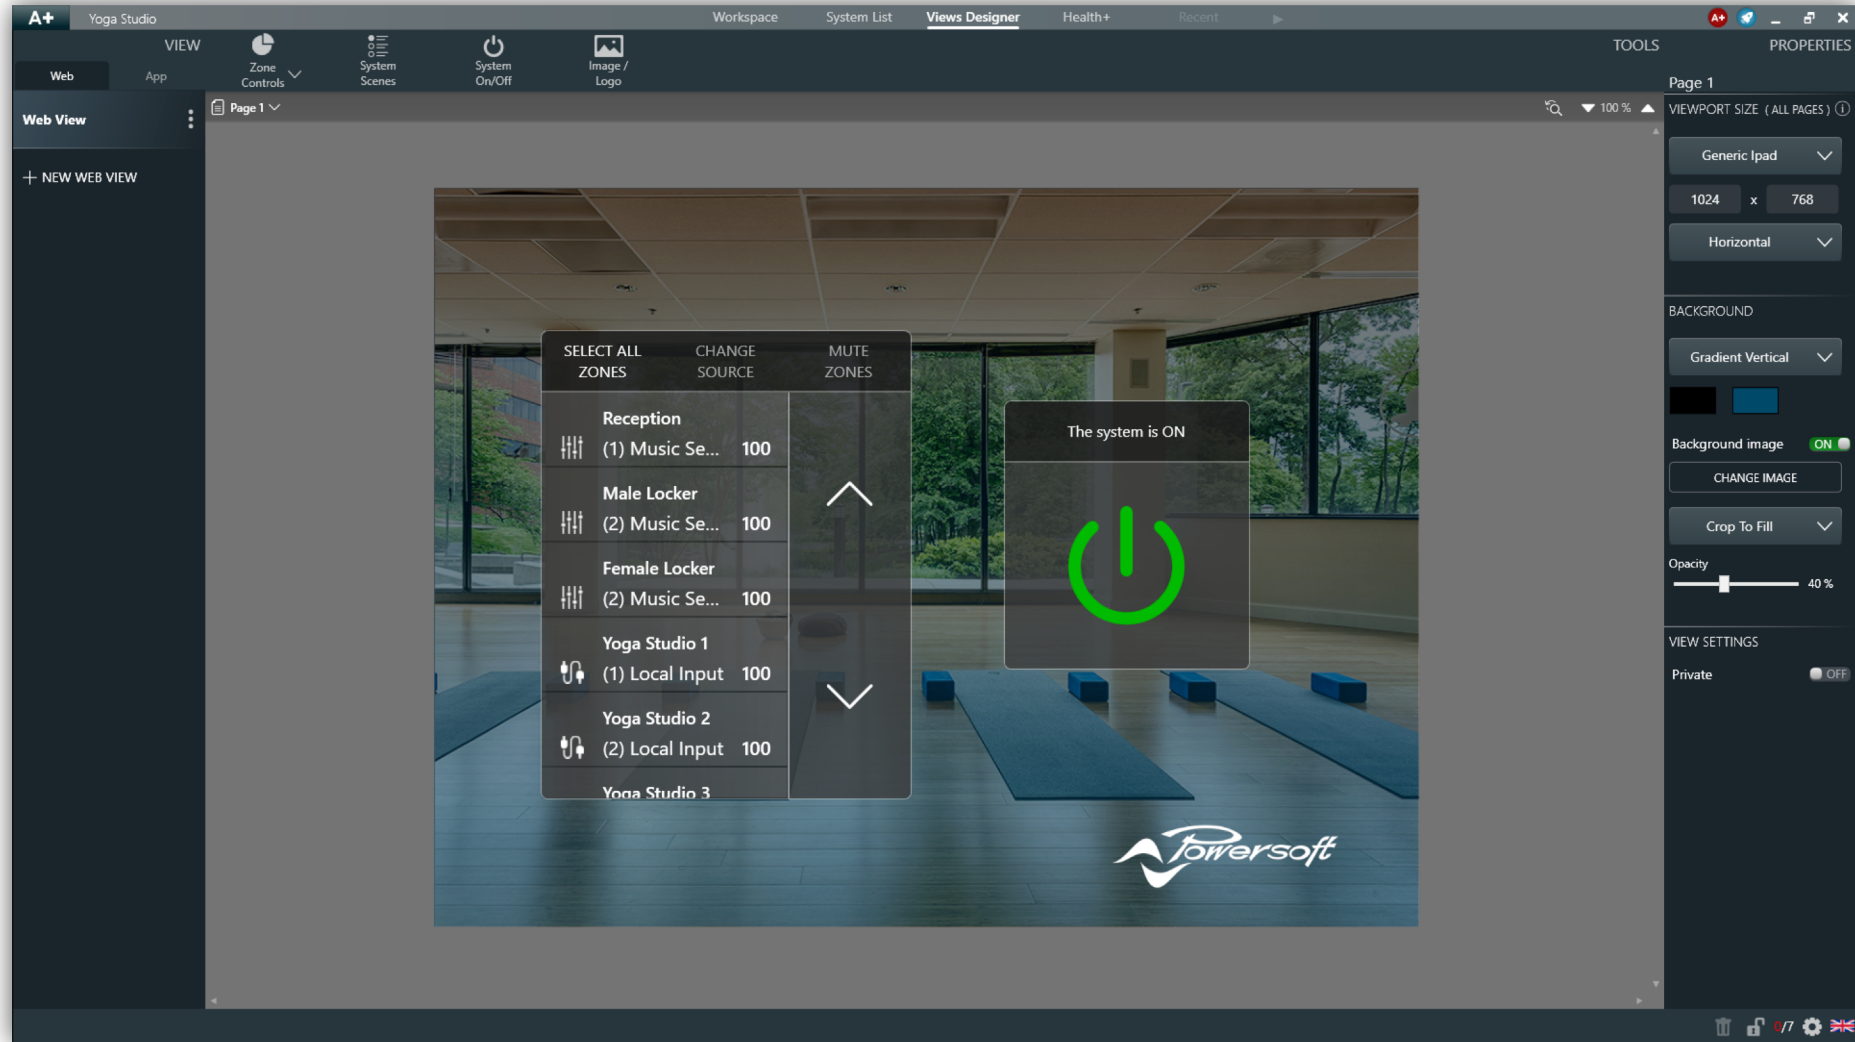 A+
Yoga Studio
Workspace
System List
Views Designer
Health+
Recent
A+
VIEW
Web
App
Zone
Controls
System
Scenes
System
On/Off
Image /
Logo
TOOLS
PROPERTIES
Web View
+ NEW WEB VIEW
Page 1
100 %
SELECT ALL
ZONES
CHANGE
SOURCE
MUTE
ZONES
Reception
(1) Music Se... 100
Male Locker
(2) Music Se... 100
Female Locker
(2) Music Se... 100
Yoga Studio 1
(1) Local Input 100
Yoga Studio 2
(2) Local Input 100
Yoga Studio 3
The system is ON
Powersoft
Page 1
VIEWPORT SIZE ( ALL PAGES )
Generic Ipad
1024 x 768
Horizontal
BACKGROUND
Gradient Vertical
Background image ON
CHANGE IMAGE
Crop To Fill
Opacity
40 %
VIEW SETTINGS
Private OFF
0/7